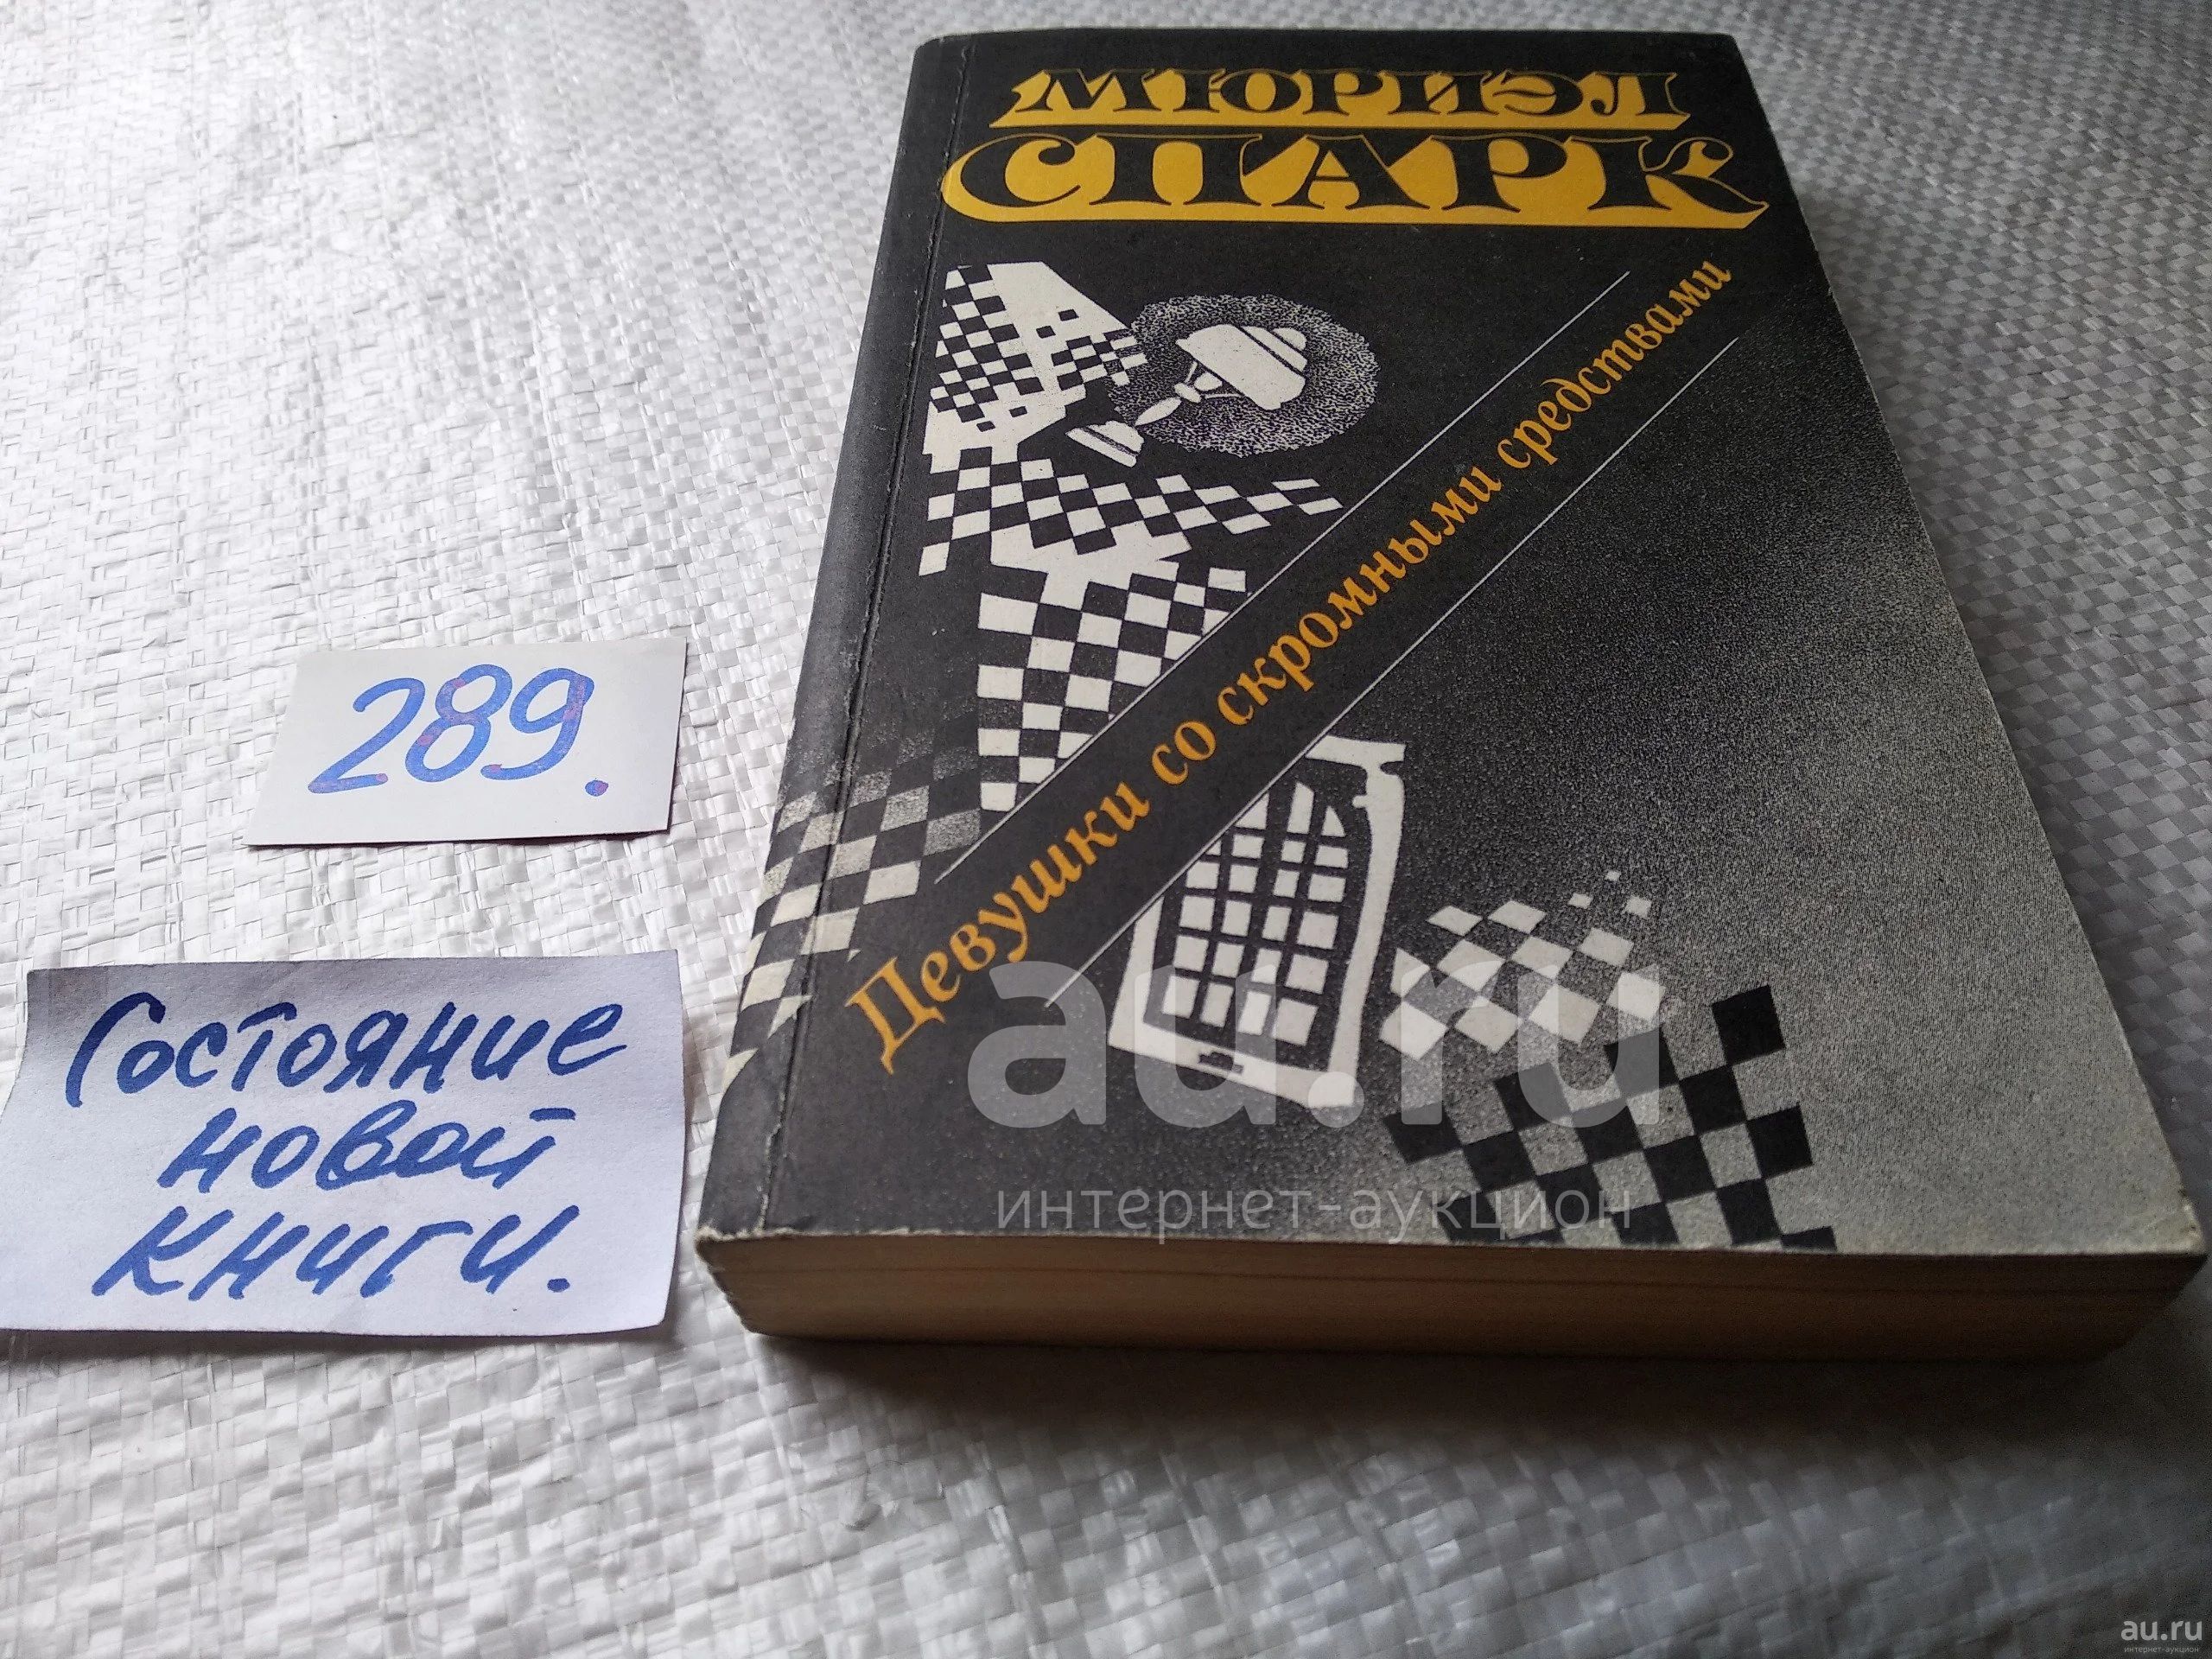 МЮРИЭЛ
СПАРК
Девушки со скромными средствами
289.
Состояние
новой
книги.
au.ru
интернет-аукцион
au.ru
интернет-аукцион